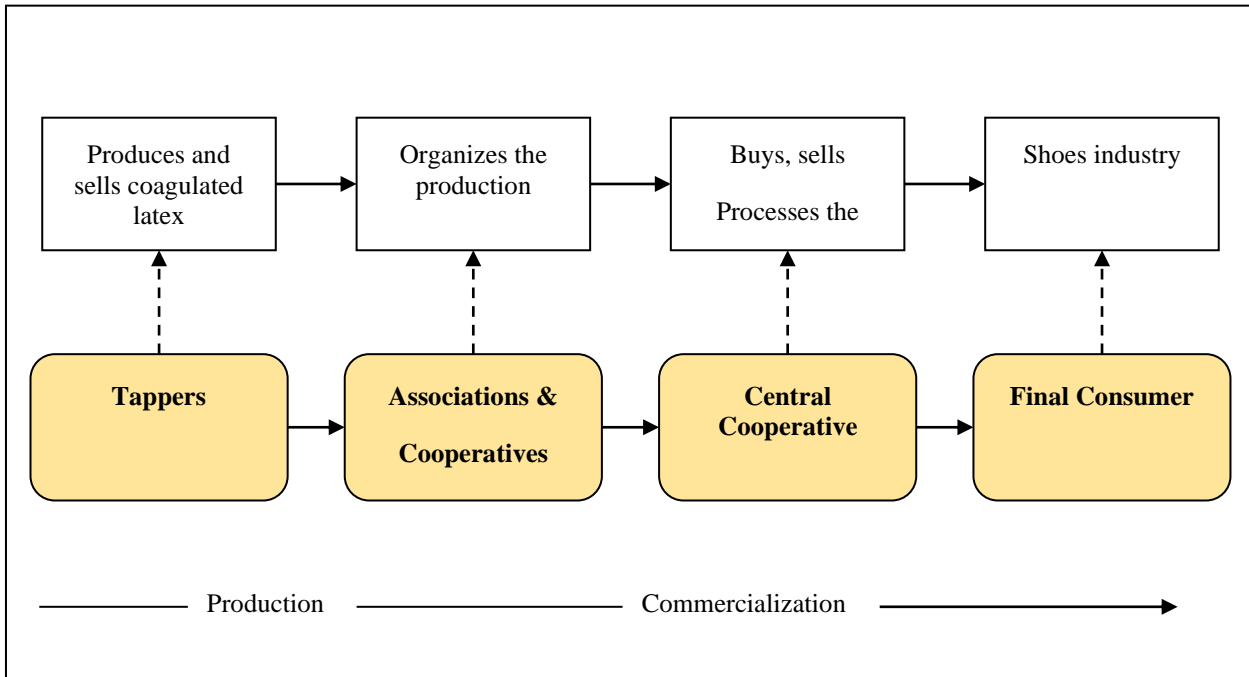 Produces and
sells coagulated
latex
Organizes the
production
Buys, sells
Processes the
Shoes industry
Tappers
Associations &
Cooperatives
Central
Cooperative
Final Consumer
Production
Commercialization